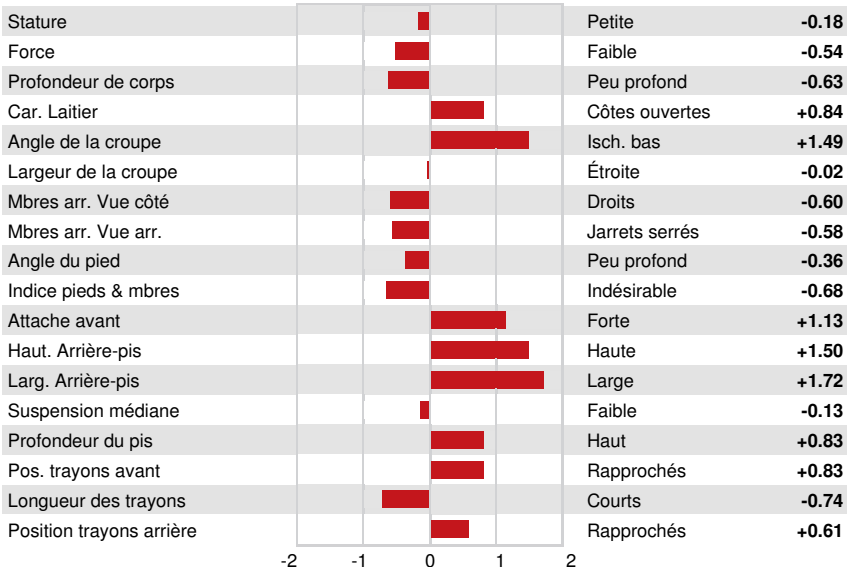 Stature Petite -0.18
Force Faible -0.54
Profondeur de corps Peu profond -0.63
Car. Laitier Côtes ouvertes +0.84
Angle de la croupe Isch. bas +1.49
Largeur de la croupe Étroite -0.02
Mbres arr. Vue côté Droits -0.60
Mbres arr. Vue arr. Jarrets serrés -0.58
Angle du pied Peu profond -0.36
Indice pieds & mbres Indésirable -0.68
Attache avant Forte +1.13
Haut. Arrière-pis Haute +1.50
Larg. Arrière-pis Large +1.72
Suspension médiane Faible -0.13
Profondeur du pis Haut +0.83
Pos. trayons avant Rapprochés +0.83
Longueur des trayons Courts -0.74
Position trayons arrière Rapprochés +0.61
-2 -1 0 1 2